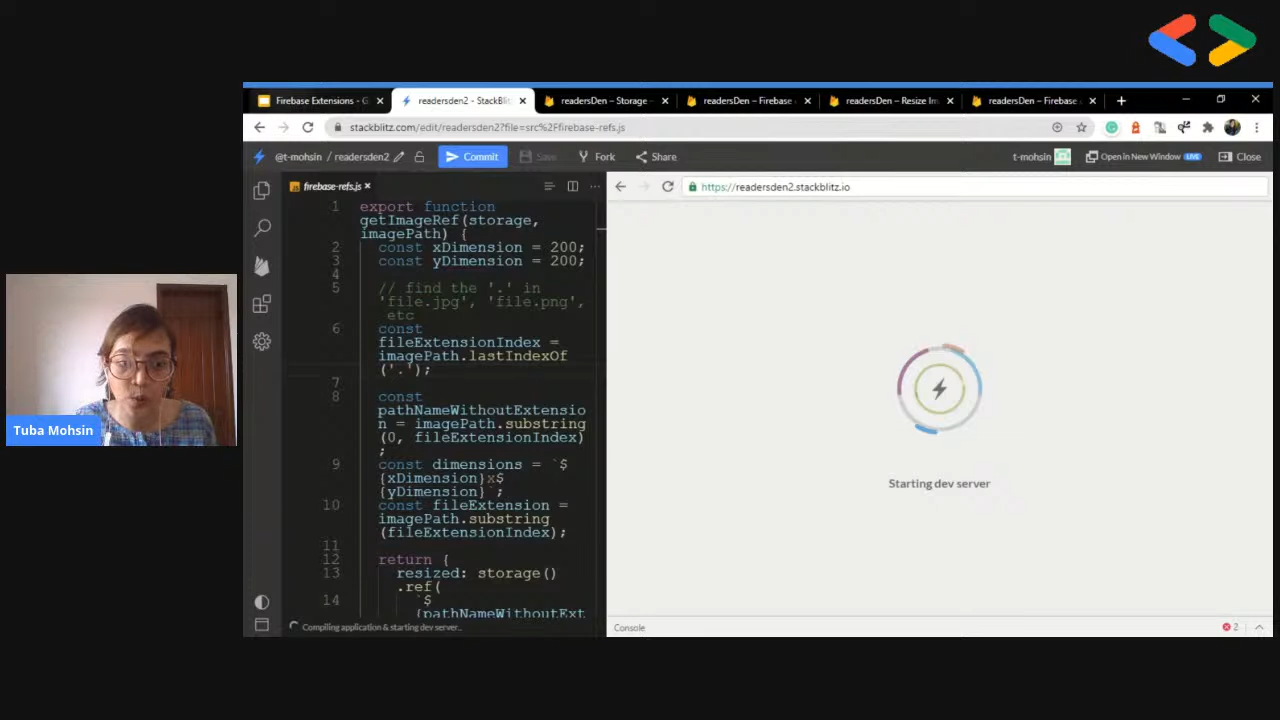 Firebase Extensions - G
readersden2 - StackBlit
readersDen – Storage -
readersDen – Firebase
readersDen – Resize Im
readersDen – Firebase
stackblitz.com/edit/readersden2?file=src%2Ffirebase-refs.js
@t-mohsin / readersden2
Commit
Save
Fork
Share
t-mohsin
Open in New Window LIVE
Close
firebase-refs.js
https://readersden2.stackblitz.io
1 export function
getImageRef(storage,
imagePath) {
2 const xDimension = 200;
3 const yDimension = 200;
4
5 // find the '.' in
'file.jpg', 'file.png',
etc
6 const
fileExtensionIndex =
imagePath.lastIndexOf
('.');
7
8 const
pathNameWithoutExtensio
n = imagePath.substring
(0, fileExtensionIndex)
;
9 const dimensions = `$
{xDimension}x$
{yDimension}`;
10 const fileExtension =
imagePath.substring
(fileExtensionIndex);
11
12 return {
13 resized: storage()
.ref(
14 `$
{pathNameWithoutExt
Compiling application & starting dev server..
Starting dev server
Console
2
Tuba Mohsin